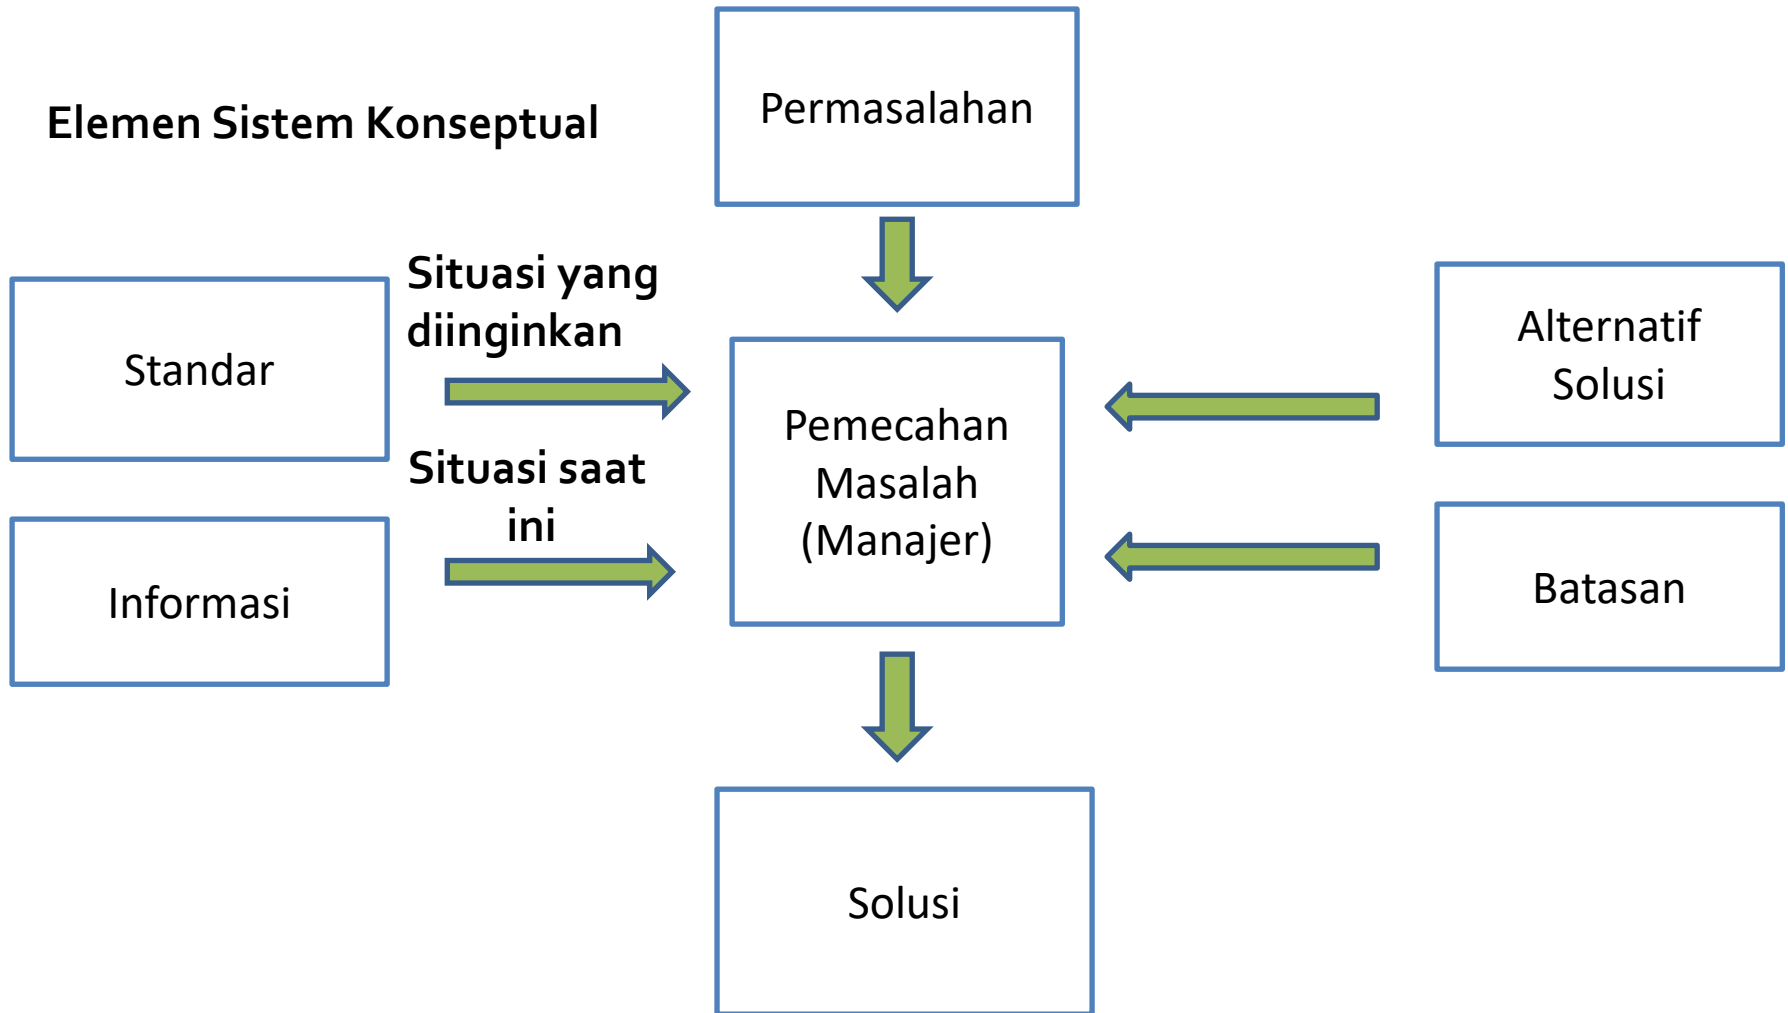 Elemen Sistem Konseptual
Permasalahan
Situasi yang
diinginkan
Standar
Situasi saat
ini
Informasi
Pemecahan
Masalah
(Manajer)
Alternatif
Solusi
Batasan
Solusi